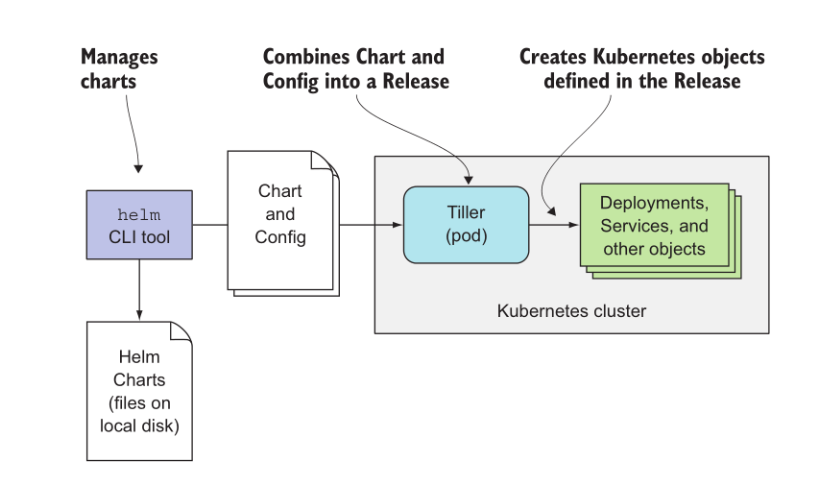 Manages
charts
Combines Chart and
Config into a Release
Creates Kubernetes objects
defined in the Release
helm
CLI tool
Chart
and
Config
Tiller
(pod)
Deployments,
Services, and
other objects
Kubernetes cluster
Helm
Charts
(files on
local disk)